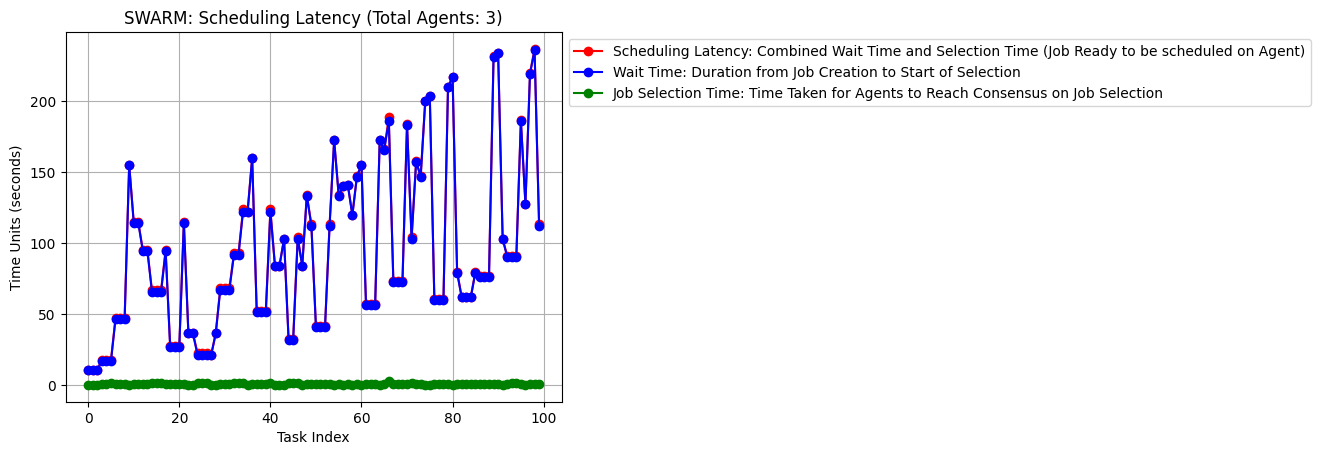 SWARM: Scheduling Latency (Total Agents: 3)
Scheduling Latency: Combined Wait Time and Selection Time (Job Ready to be scheduled on Agent)
Wait Time: Duration from Job Creation to Start of Selection
Job Selection Time: Time Taken for Agents to Reach Consensus on Job Selection
Time Units (seconds)
200
150
100
50
0
0 20 40 60 80 100
Task Index